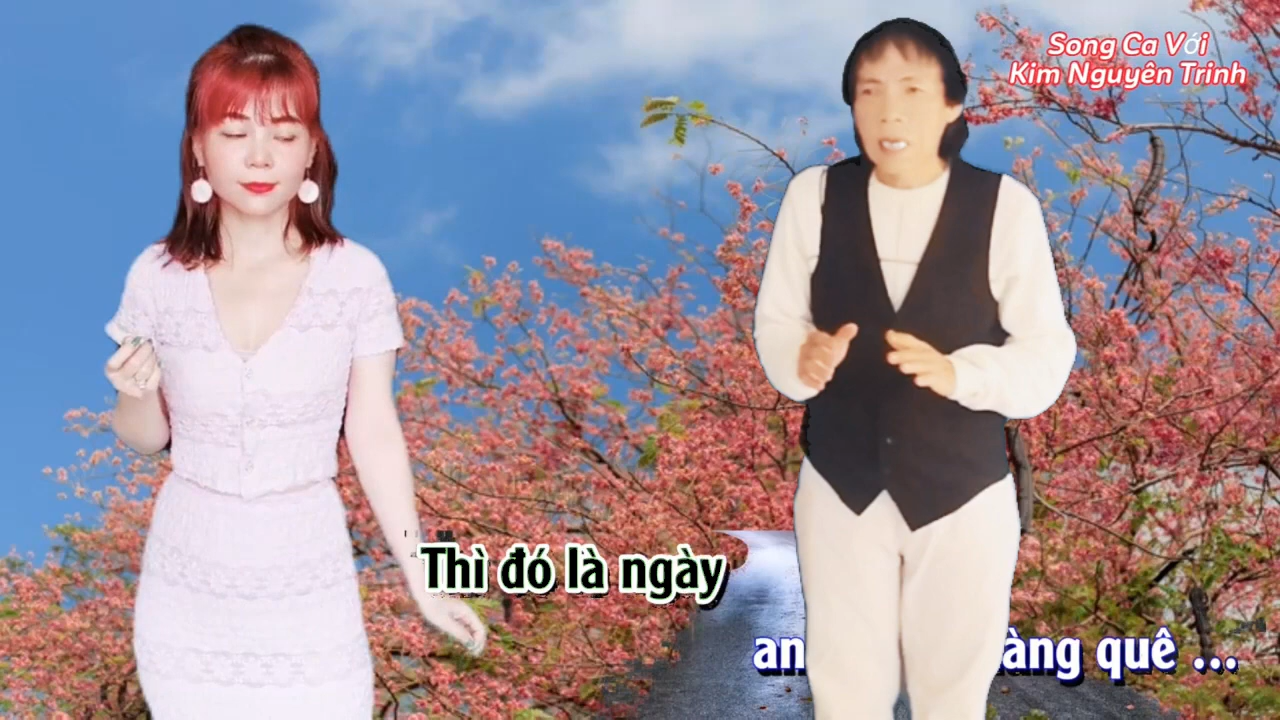 Song Ca Với
Kim Nguyên Trinh
Thì đó là ngày
quê ...